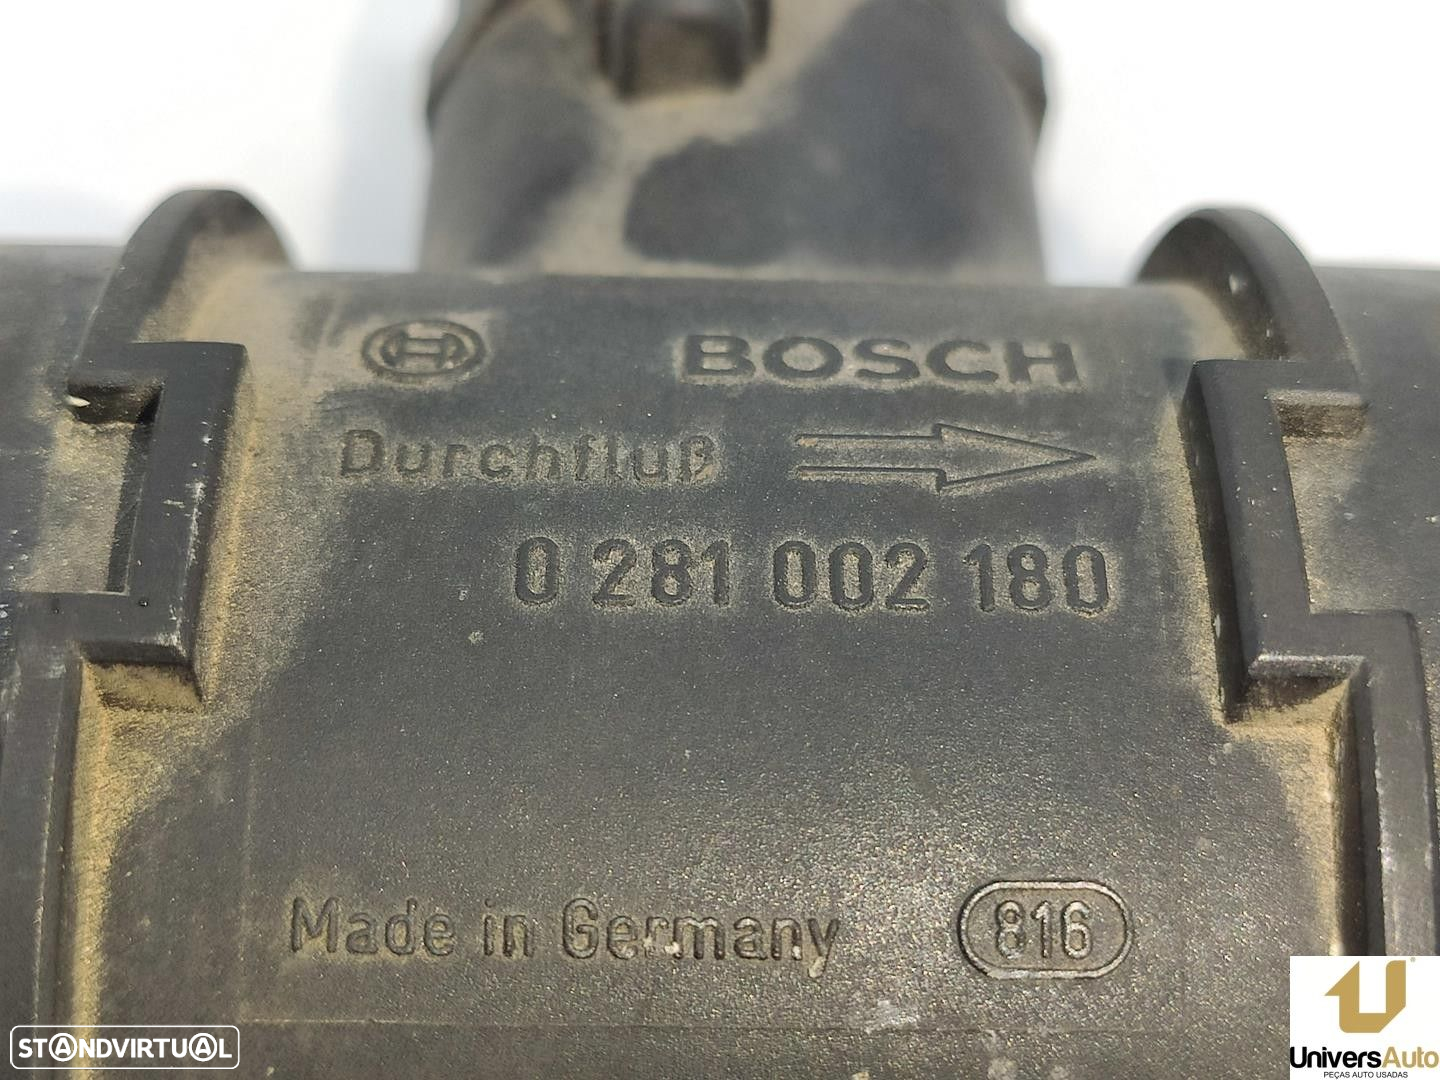 BOSCH
Durchfluß
0 281 002 180
Made in Germany 816
STANDVIRTUAL
UniversAuto
PEÇAS AUTO USADAS